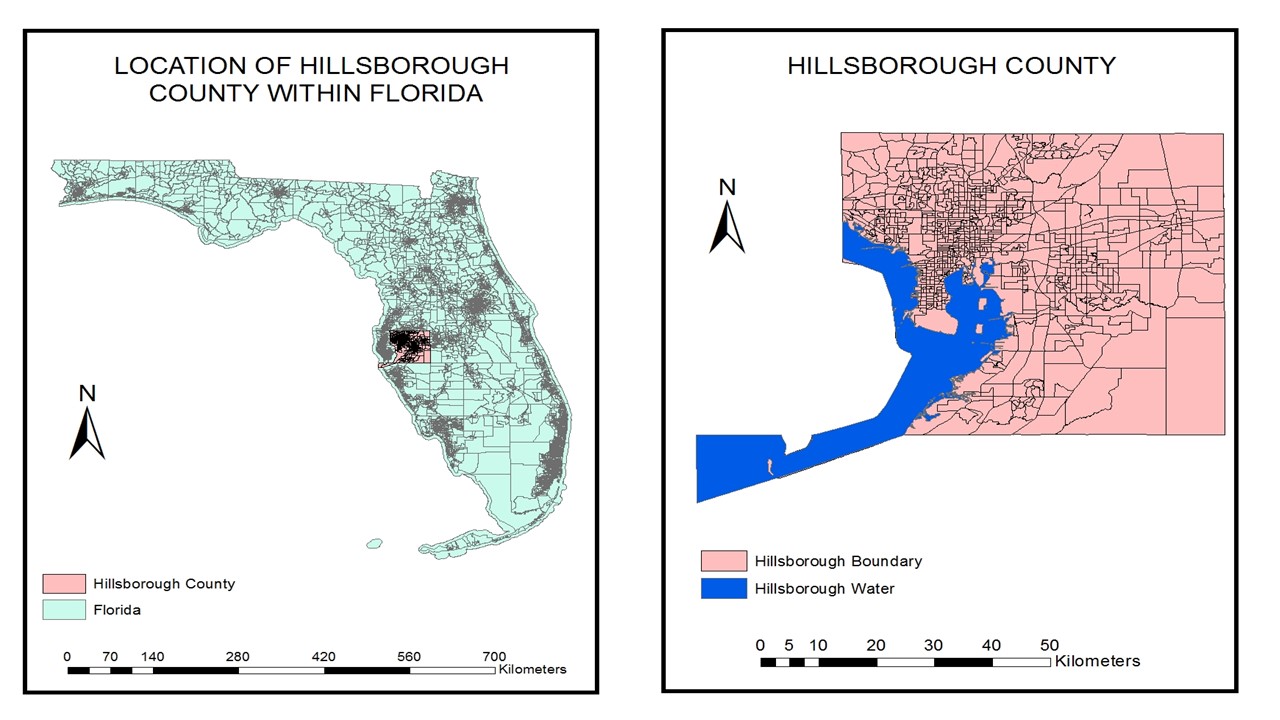 LOCATION OF HILLSBOROUGH
COUNTY WITHIN FLORIDA
N
Hillsborough County
Florida
0 70 140 280 420 560 700
Kilometers
HILLSBOROUGH COUNTY
N
Hillsborough Boundary
Hillsborough Water
0 5 10 20 30 40 50
Kilometers